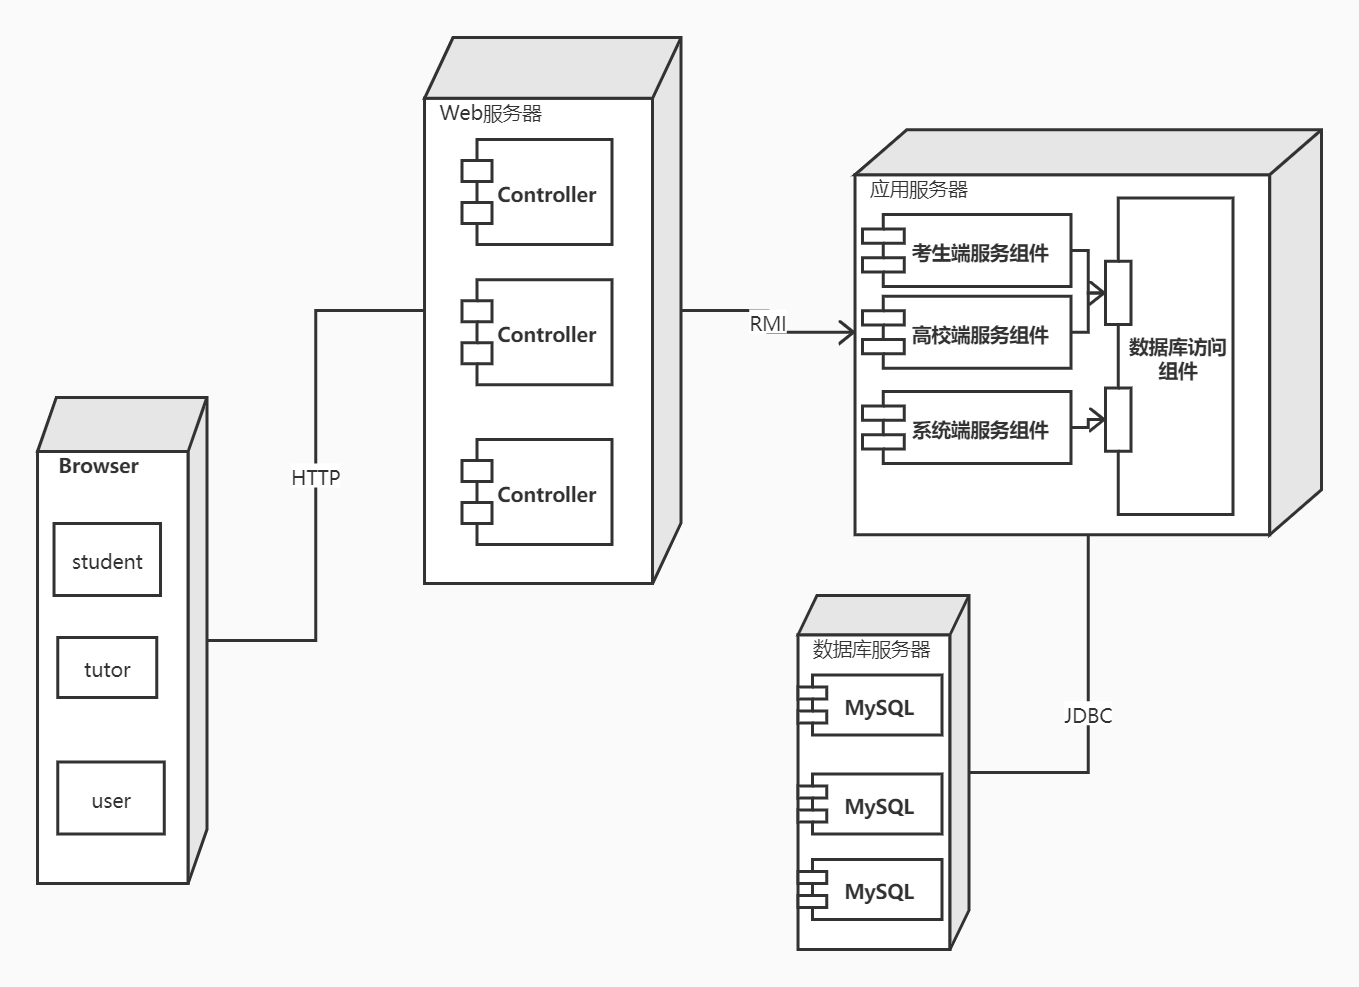 Web服务器
Controller
Controller
Controller
应用服务器
考生端服务组件
高校端服务组件
系统端服务组件
数据库访问
组件
RMI
HTTP
Browser
student
tutor
user
数据库服务器
MySQL
MySQL
MySQL
JDBC